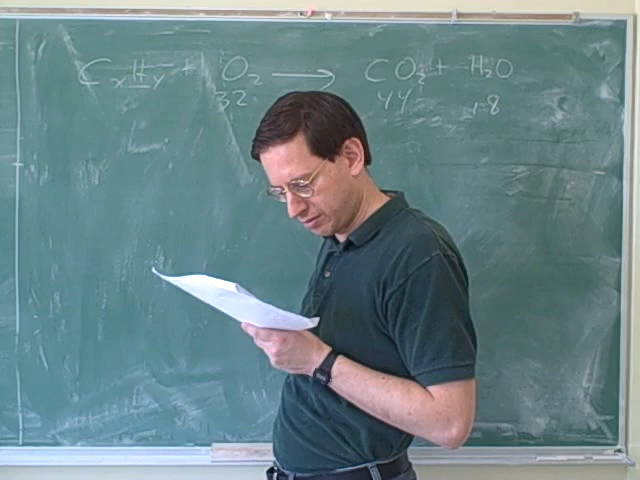 CxHy + O₂ → CO₂ + H₂O
32 44 18